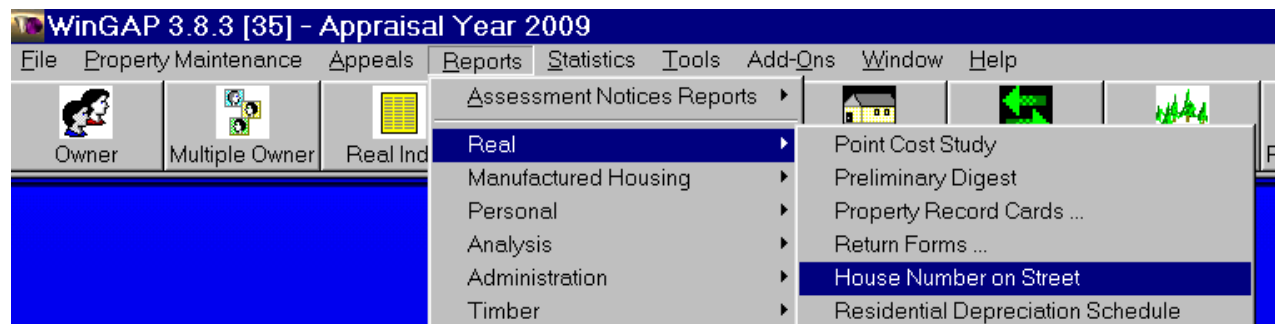 WinGAP 3.8.3 [35] - Appraisal Year 2009
File Property Maintenance Appeals Reports Statistics Tools Add-Ons Window Help
Assessment Notices Reports
Owner Multiple Owner Real Ind
Real
Manufactured Housing
Personal
Analysis
Administration
Timber
Point Cost Study
Preliminary Digest
Property Record Cards ...
Return Forms ...
House Number on Street
Residential Depreciation Schedule